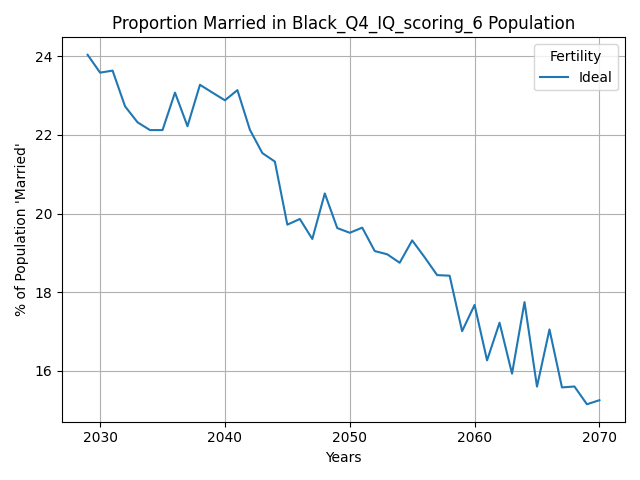 Proportion Married in Black_Q4_IQ_scoring_6 Population
Fertility
Ideal
% of Population 'Married'
24
22
20
18
16
2030
2040
2050
2060
2070
Years